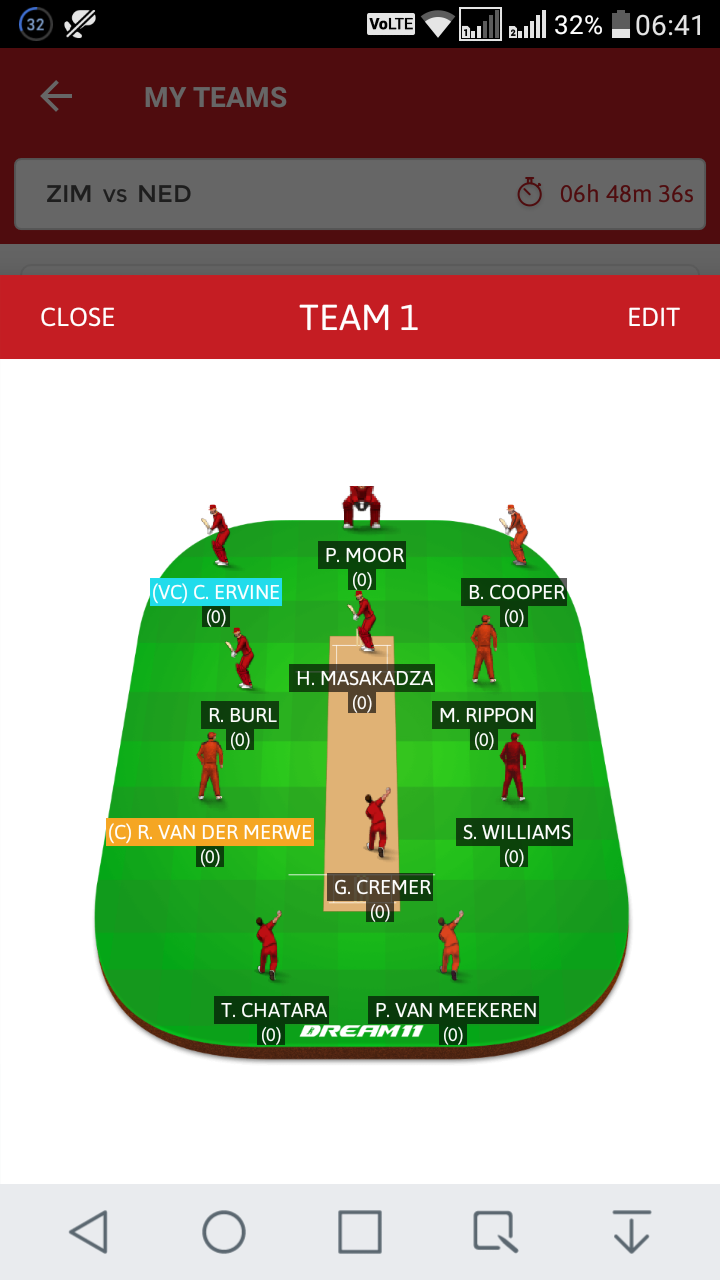 32
VoLTE
1
2
32%
06:41
MY TEAMS
ZIM vs NED
06h 48m 36s
CLOSE
TEAM 1
EDIT
P. MOOR
(0)
(VC) C. ERVINE
(0)
B. COOPER
(0)
H. MASAKADZA
(0)
R. BURL
(0)
M. RIPPON
(0)
(C) R. VAN DER MERWE
(0)
S. WILLIAMS
(0)
G. CREMER
(0)
T. CHATARA
(0)
P. VAN MEEKEREN
(0)
DREAM11